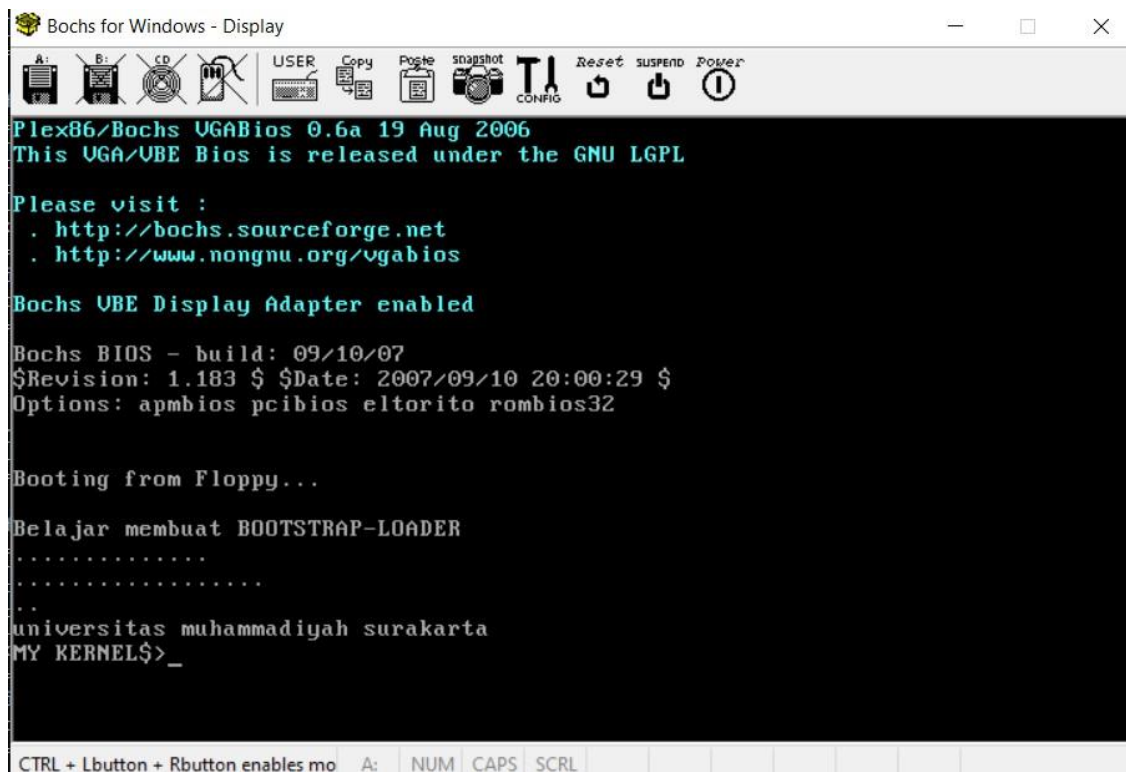 Bochs for Windows - Display
A: B: CD USER Copy Paste snapshot CONFIG Reset SUSPEND Power
Plex86/Bochs VGABios 0.6a 19 Aug 2006
This VGA/VBE Bios is released under the GNU LGPL
Please visit :
. http://bochs.sourceforge.net
. http://www.nongnu.org/vgabios
Bochs VBE Display Adapter enabled
Bochs BIOS - build: 09/10/07
$Revision: 1.183 $ $Date: 2007/09/10 20:00:29 $
Options: apmbios pcibios eltorito rombios32
Booting from Floppy...
Belajar membuat BOOTSTRAP-LOADER
..............
..................
..
universitas muhammadiyah surakarta
MY KERNEL$>_
CTRL + Lbutton + Rbutton enables mo A: NUM CAPS SCRL